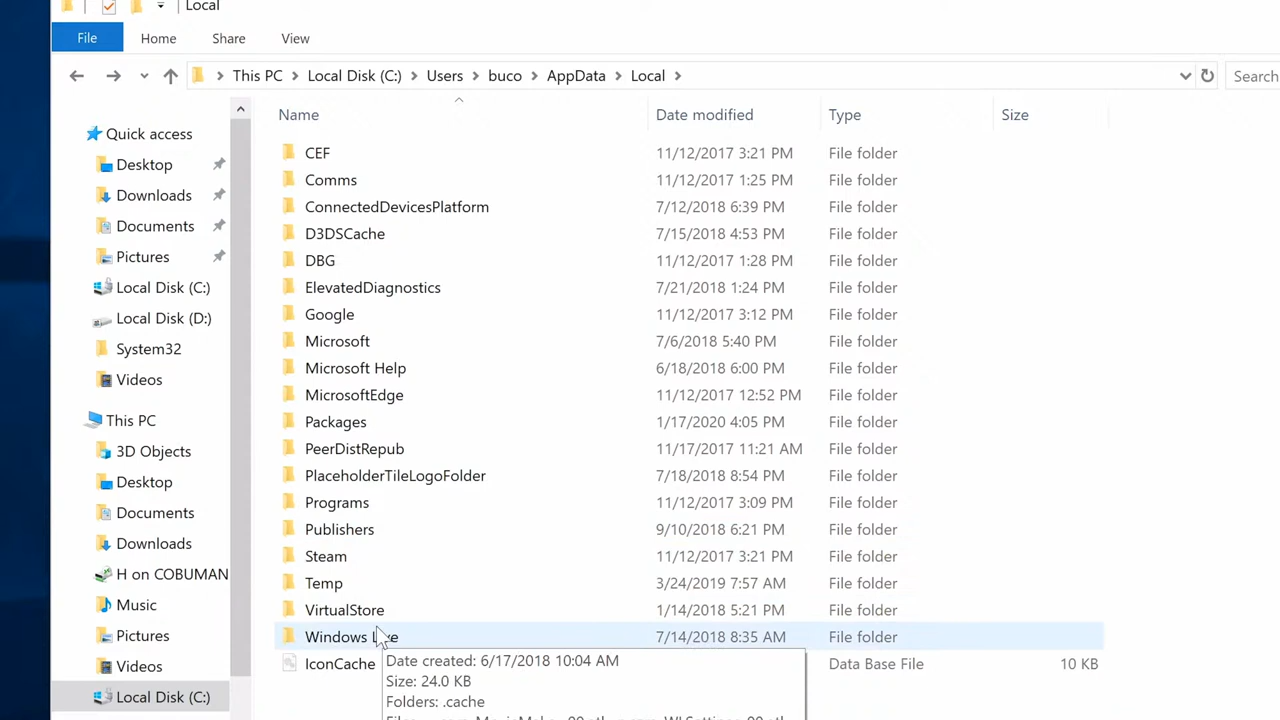 Local
File Home Share View
This PC Local Disk (C:) Users buco AppData Local Search
Name Date modified Type Size
Quick access
Desktop
Downloads
Documents
Pictures
Local Disk (C:)
Local Disk (D:)
System32
Videos
This PC
3D Objects
Desktop
Documents
Downloads
H on COBUMAN
Music
Pictures
Videos
Local Disk (C:)
CEF 11/12/2017 3:21 PM File folder
Comms 11/12/2017 1:25 PM File folder
ConnectedDevicesPlatform 7/12/2018 6:39 PM File folder
D3DSCache 7/15/2018 4:53 PM File folder
DBG 11/12/2017 1:28 PM File folder
ElevatedDiagnostics 7/21/2018 1:24 PM File folder
Google 11/12/2017 3:12 PM File folder
Microsoft 7/6/2018 5:40 PM File folder
Microsoft Help 6/18/2018 6:00 PM File folder
MicrosoftEdge 11/12/2017 12:52 PM File folder
Packages 1/17/2020 4:05 PM File folder
PeerDistRepub 11/17/2017 11:21 AM File folder
PlaceholderTileLogoFolder 7/18/2018 8:54 PM File folder
Programs 11/12/2017 3:09 PM File folder
Publishers 9/10/2018 6:21 PM File folder
Steam 11/12/2017 3:21 PM File folder
Temp 3/24/2019 7:57 AM File folder
VirtualStore 1/14/2018 5:21 PM File folder
Windows Live 7/14/2018 8:35 AM File folder
IconCache Data Base File 10 KB
Date created: 6/17/2018 10:04 AM
Size: 24.0 KB
Folders: .cache